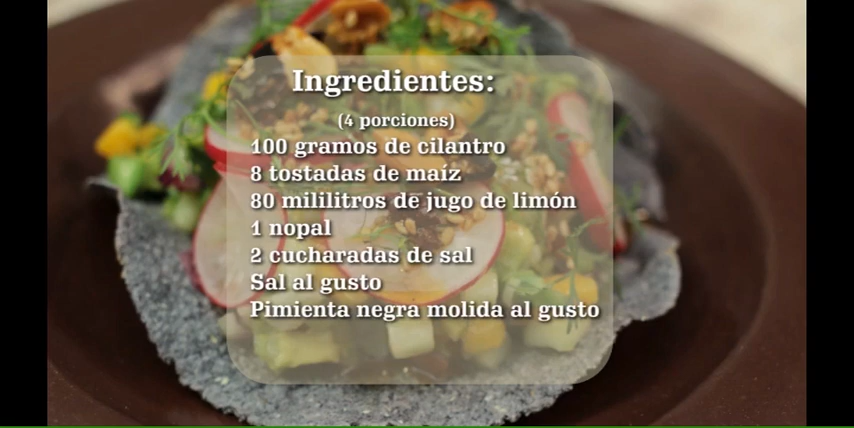 Ingredientes:
(4 porciones)
100 gramos de cilantro
8 tostadas de maíz
80 mililitros de jugo de limón
1 nopal
2 cucharadas de sal
Sal al gusto
Pimienta negra molida al gusto